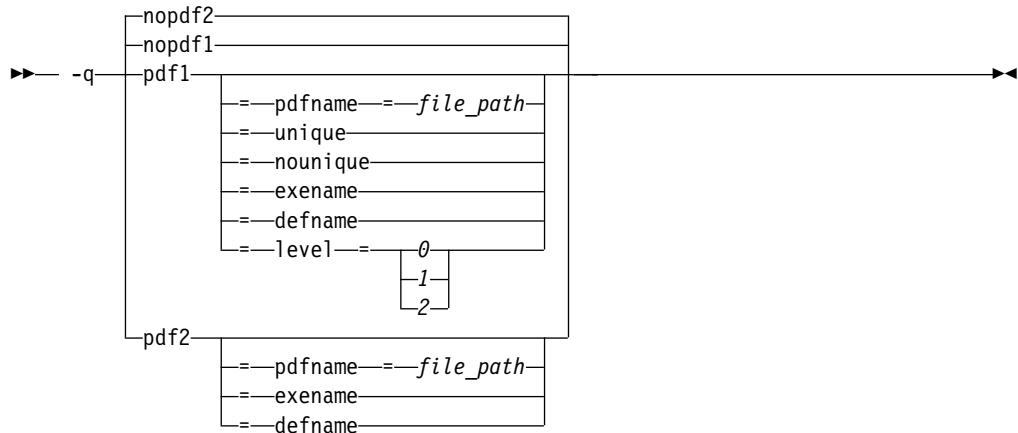 nopdf2
nopdf1
-q pdf1
= pdfname = file_path
= unique
= nounique
= exename
= defname
= level = 0
1
2
pdf2
= pdfname = file_path
= exename
= defname